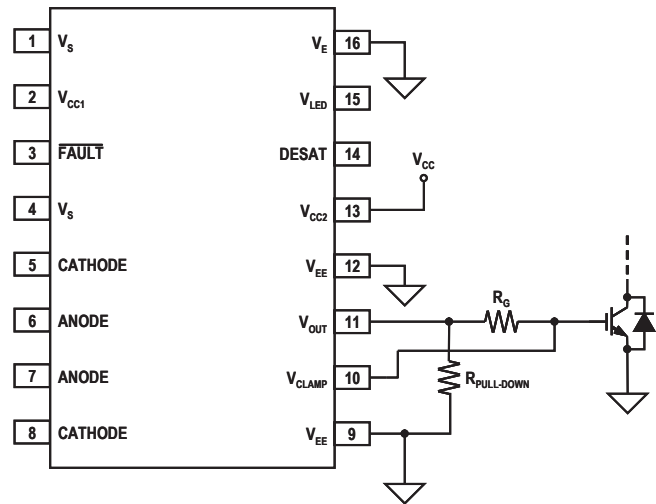 1 VS VE 16
2 VCC1 VLED 15
3 FAULT DESAT 14
VCC
4 VS VCC2 13
5 CATHODE VEE 12
6 ANODE VOUT 11
RG
7 ANODE VCLAMP 10
RPULL-DOWN
8 CATHODE VEE 9